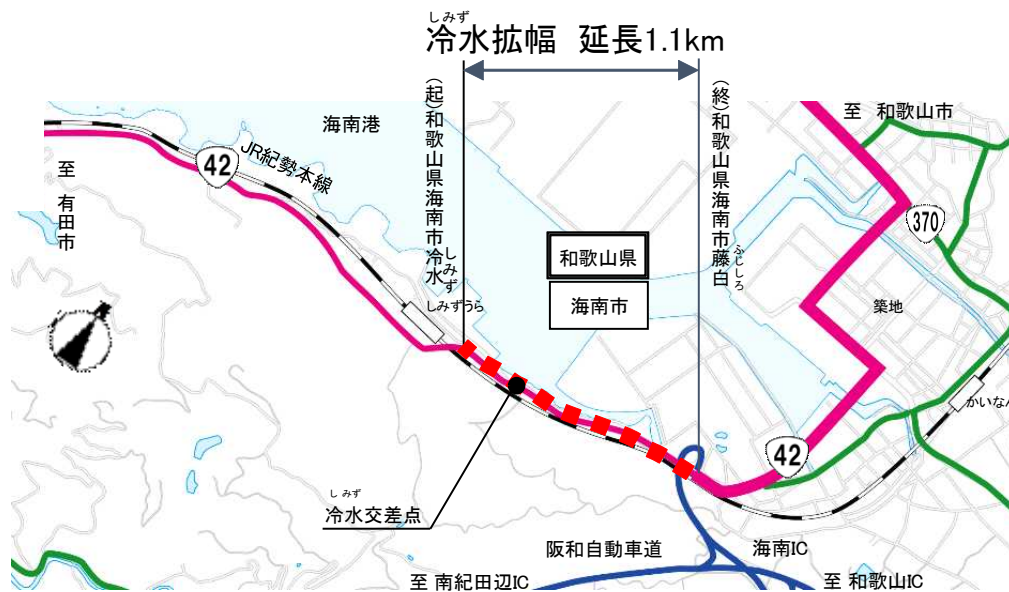 しみず
冷水拡幅 延長1.1km
(起)和歌山県海南市冷水
しみず
(終)和歌山県海南市藤白
ふじしろ
至 和歌山市
海南港
JR紀勢本線
42
至 有田市
370
和歌山県
海南市
しみずうら
築地
かいなん
42
しみず
冷水交差点
阪和自動車道
海南IC
至 南紀田辺IC
至 和歌山IC